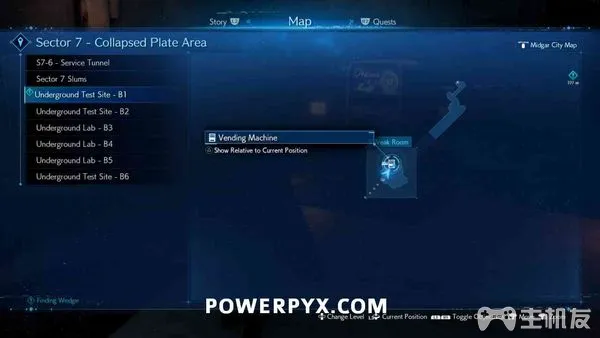 Story Map Quests
Sector 7 - Collapsed Plate Area
Midgar City Map
S7-6 - Service Tunnel
Sector 7 Slums
Underground Test Site - B1
Underground Test Site - B2
Underground Lab - B3
Underground Lab - B4
Underground Lab - B5
Underground Test Site - B6
Vending Machine
Show Relative to Current Position
Break Room
Finding Wedge
POWERPYX.COM
Change Level Current Position Toggle Move Zoom
主机友